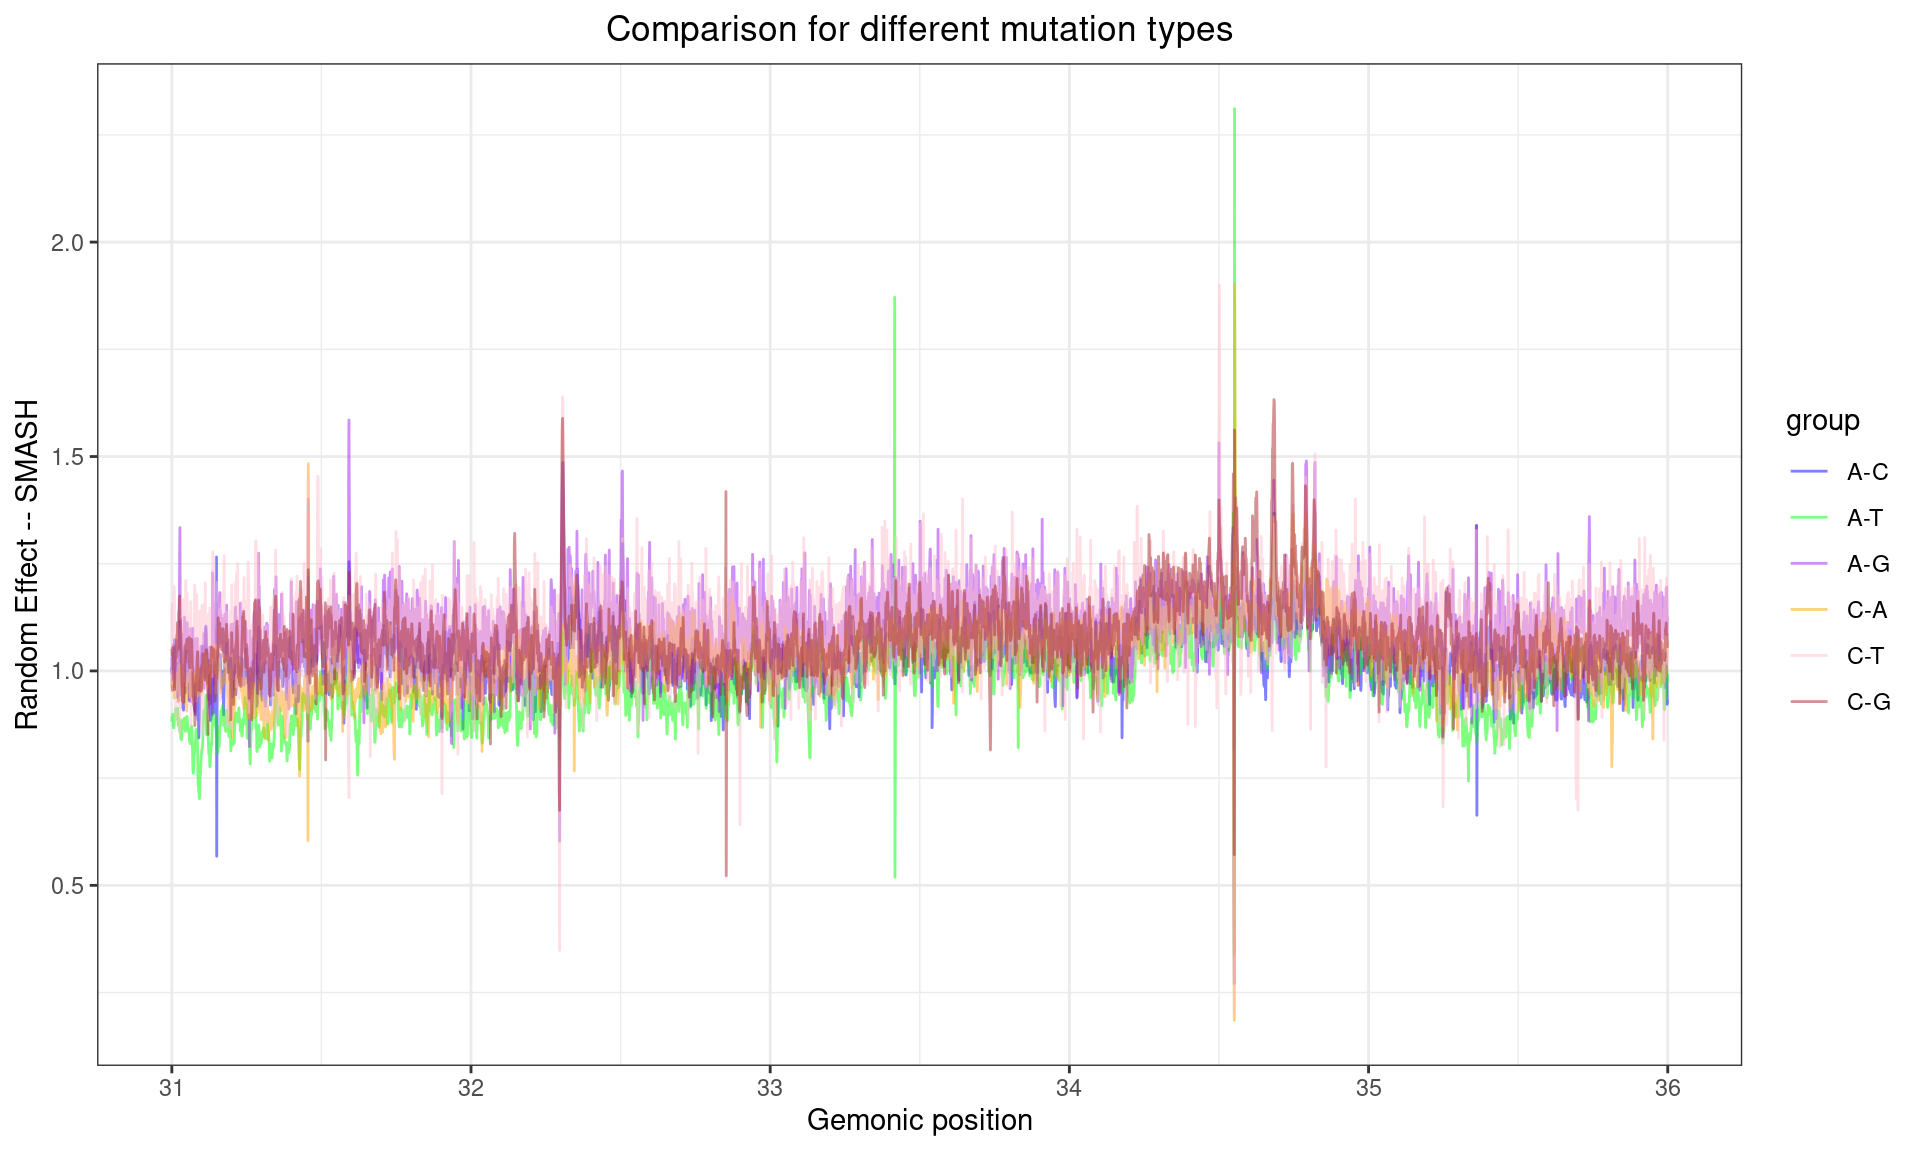 Comparison for different mutation types
Random Effect -- SMASH
2.0
1.5
1.0
0.5
31 32 33 34 35 36
Gemonic position
group
A-C
A-T
A-G
C-A
C-T
C-G